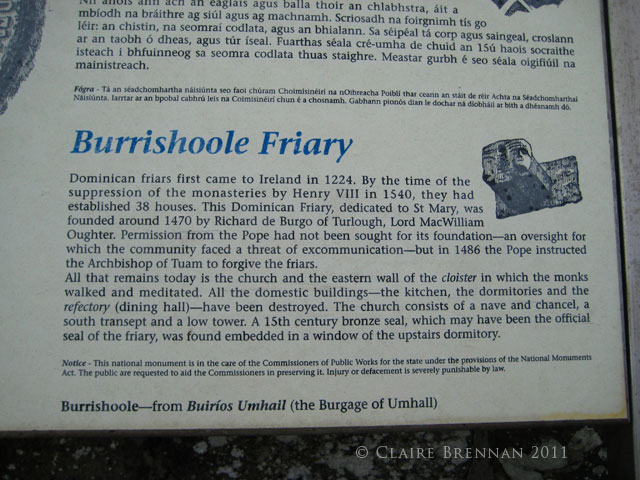 Níl anois ann ach an eaglais agus balla thoir an chlabhstra, áit a
mbíodh na bráithre ag siúl agus ag machnamh. Scriosadh na foirgnimh tís go
léir: an chistin, na seomraí codlata, agus an bhialann. Sa séipéal tá corp agus saingeal, croslann
ar an taobh ó dheas, agus túr íseal. Fuarthas séala cré-umha de chuid an 15ú haois socraithe
isteach i bhfuinneog sa seomra codlata thuas staighre. Meastar gurbh é seo séala oigifiúil na
mainistreach.
Fógra - Tá an séadchomhartha náisiúnta seo faoi chúram Choimisinéirí na nOibreacha Poiblí thar ceann an stáit de réir Achta na Séadchomharthaí
Náisiúnta. Iarrtar ar an bpobal cabhrú leis na Coimisinéirí chun é a chosnamh. Gabhann pionós dian le dochar ná díobháil ar bith a dhéanamh dó.
Burrishoole Friary
Dominican friars first came to Ireland in 1224. By the time of the
suppression of the monasteries by Henry VIII in 1540, they had
established 38 houses. This Dominican Friary, dedicated to St Mary, was
founded around 1470 by Richard de Burgo of Turlough, Lord MacWilliam
Oughter. Permission from the Pope had not been sought for its foundation—an oversight for
which the community faced a threat of excommunication—but in 1486 the Pope instructed
the Archbishop of Tuam to forgive the friars.
All that remains today is the church and the eastern wall of the cloister in which the monks
walked and meditated. All the domestic buildings—the kitchen, the dormitories and the
refectory (dining hall)—have been destroyed. The church consists of a nave and chancel, a
south transept and a low tower. A 15th century bronze seal, which may have been the official
seal of the friary, was found embedded in a window of the upstairs dormitory.
Notice - This national monument is in the care of the Commissioners of Public Works for the state under the provisions of the National Monuments
Act. The public are requested to aid the Commissioners in preserving it. Injury or defacement is severely punishable by law.
Burrishoole—from Buiríos Umhail (the Burgage of Umhall)
© Claire Brennan 2011